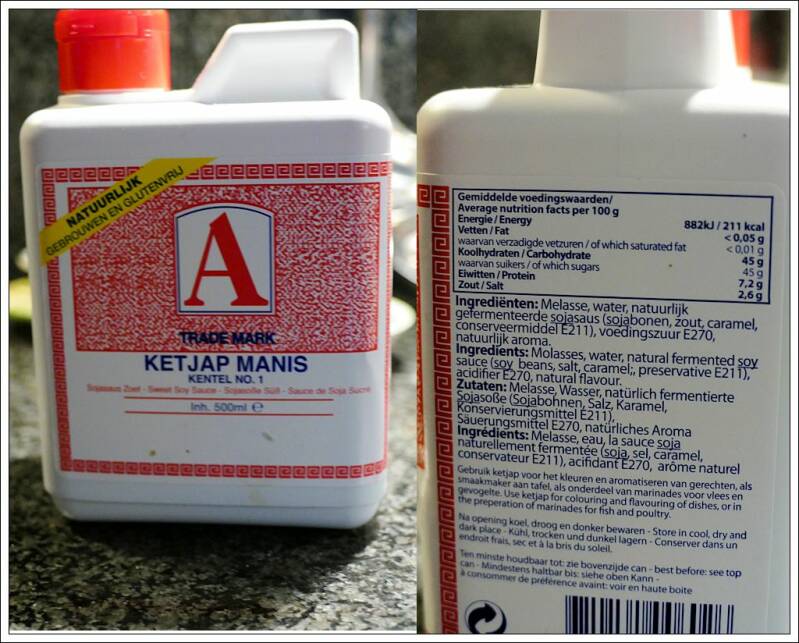 NATUURLIJK
GEBROUWEN EN GLUTENVRIJ
A
TRADE MARK
KETJAP MANIS
KENTEL NO. 1
Sojasaus Zoet - Sweet Soy Sauce - Sojasoße Süß - Sauce de Soja Sucré
Inh. 500ml ℮
Gemiddelde voedingswaarden/
Average nutrition facts per 100 g
Energie / Energy 882kJ / 211 kcal
Vetten / Fat < 0,05 g
waarvan verzadigde vetzuren / of which saturated fat < 0,01 g
Koolhydraten / Carbohydrate 45 g
waarvan suikers / of which sugars 45 g
Eiwitten / Protein 7,2 g
Zout / Salt 2,6 g
Ingrediënten: Melasse, water, natuurlijk
gefermenteerde sojasaus (sojabonen, zout, caramel,
conserveermiddel E211), voedingszuur E270,
natuurlijk aroma.
Ingredients: Molasses, water, natural fermented soy
sauce (soy beans, salt, caramel;, preservative E211),
acidifier E270, natural flavour.
Zutaten: Melasse, Wasser, natürlich fermentierte
Sojasoße (Sojabohnen, Salz, Karamel,
Konservierungsmittel E211),
Säuerungsmittel E270, natürliches Aroma
Ingrédients: Melasse, eau, la sauce soja
naturellement fermentée (soja, sel, caramel,
conservateur E211), acidifant E270, arôme naturel
Gebruik ketjap voor het kleuren en aromatiseren van gerechten, als
smaakmaker aan tafel, als onderdeel van marinades voor vlees en
gevogelte. Use ketjap for colouring and flavouring of dishes, or in
the preperation of marinades for fish and poultry.
Na opening koel, droog en donker bewaren - Store in cool, dry and
dark place - Kühl, trocken und dunkel lagern - Conserver dans un
endroit frais, sec et à la bris du soleil.
Ten minste houdbaar tot: zie bovenzijde can - best before: see top
can - Mindestens haltbar bis: siehe oben Kann -
à consommer de préférence avant: voir en haute boite